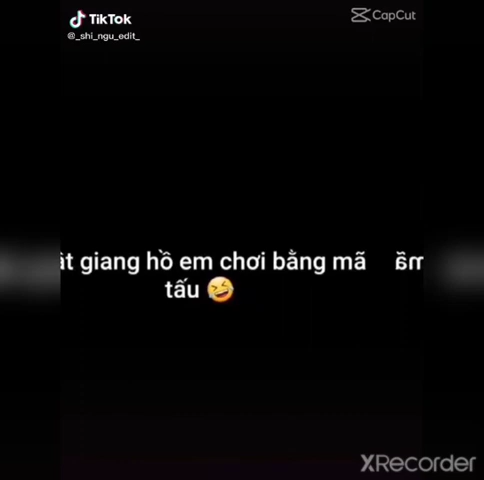 TikTok
CapCut
@_shi_ngu_edit_
giang hồ em chơi bằng mã
tấu 😆
XRecorder